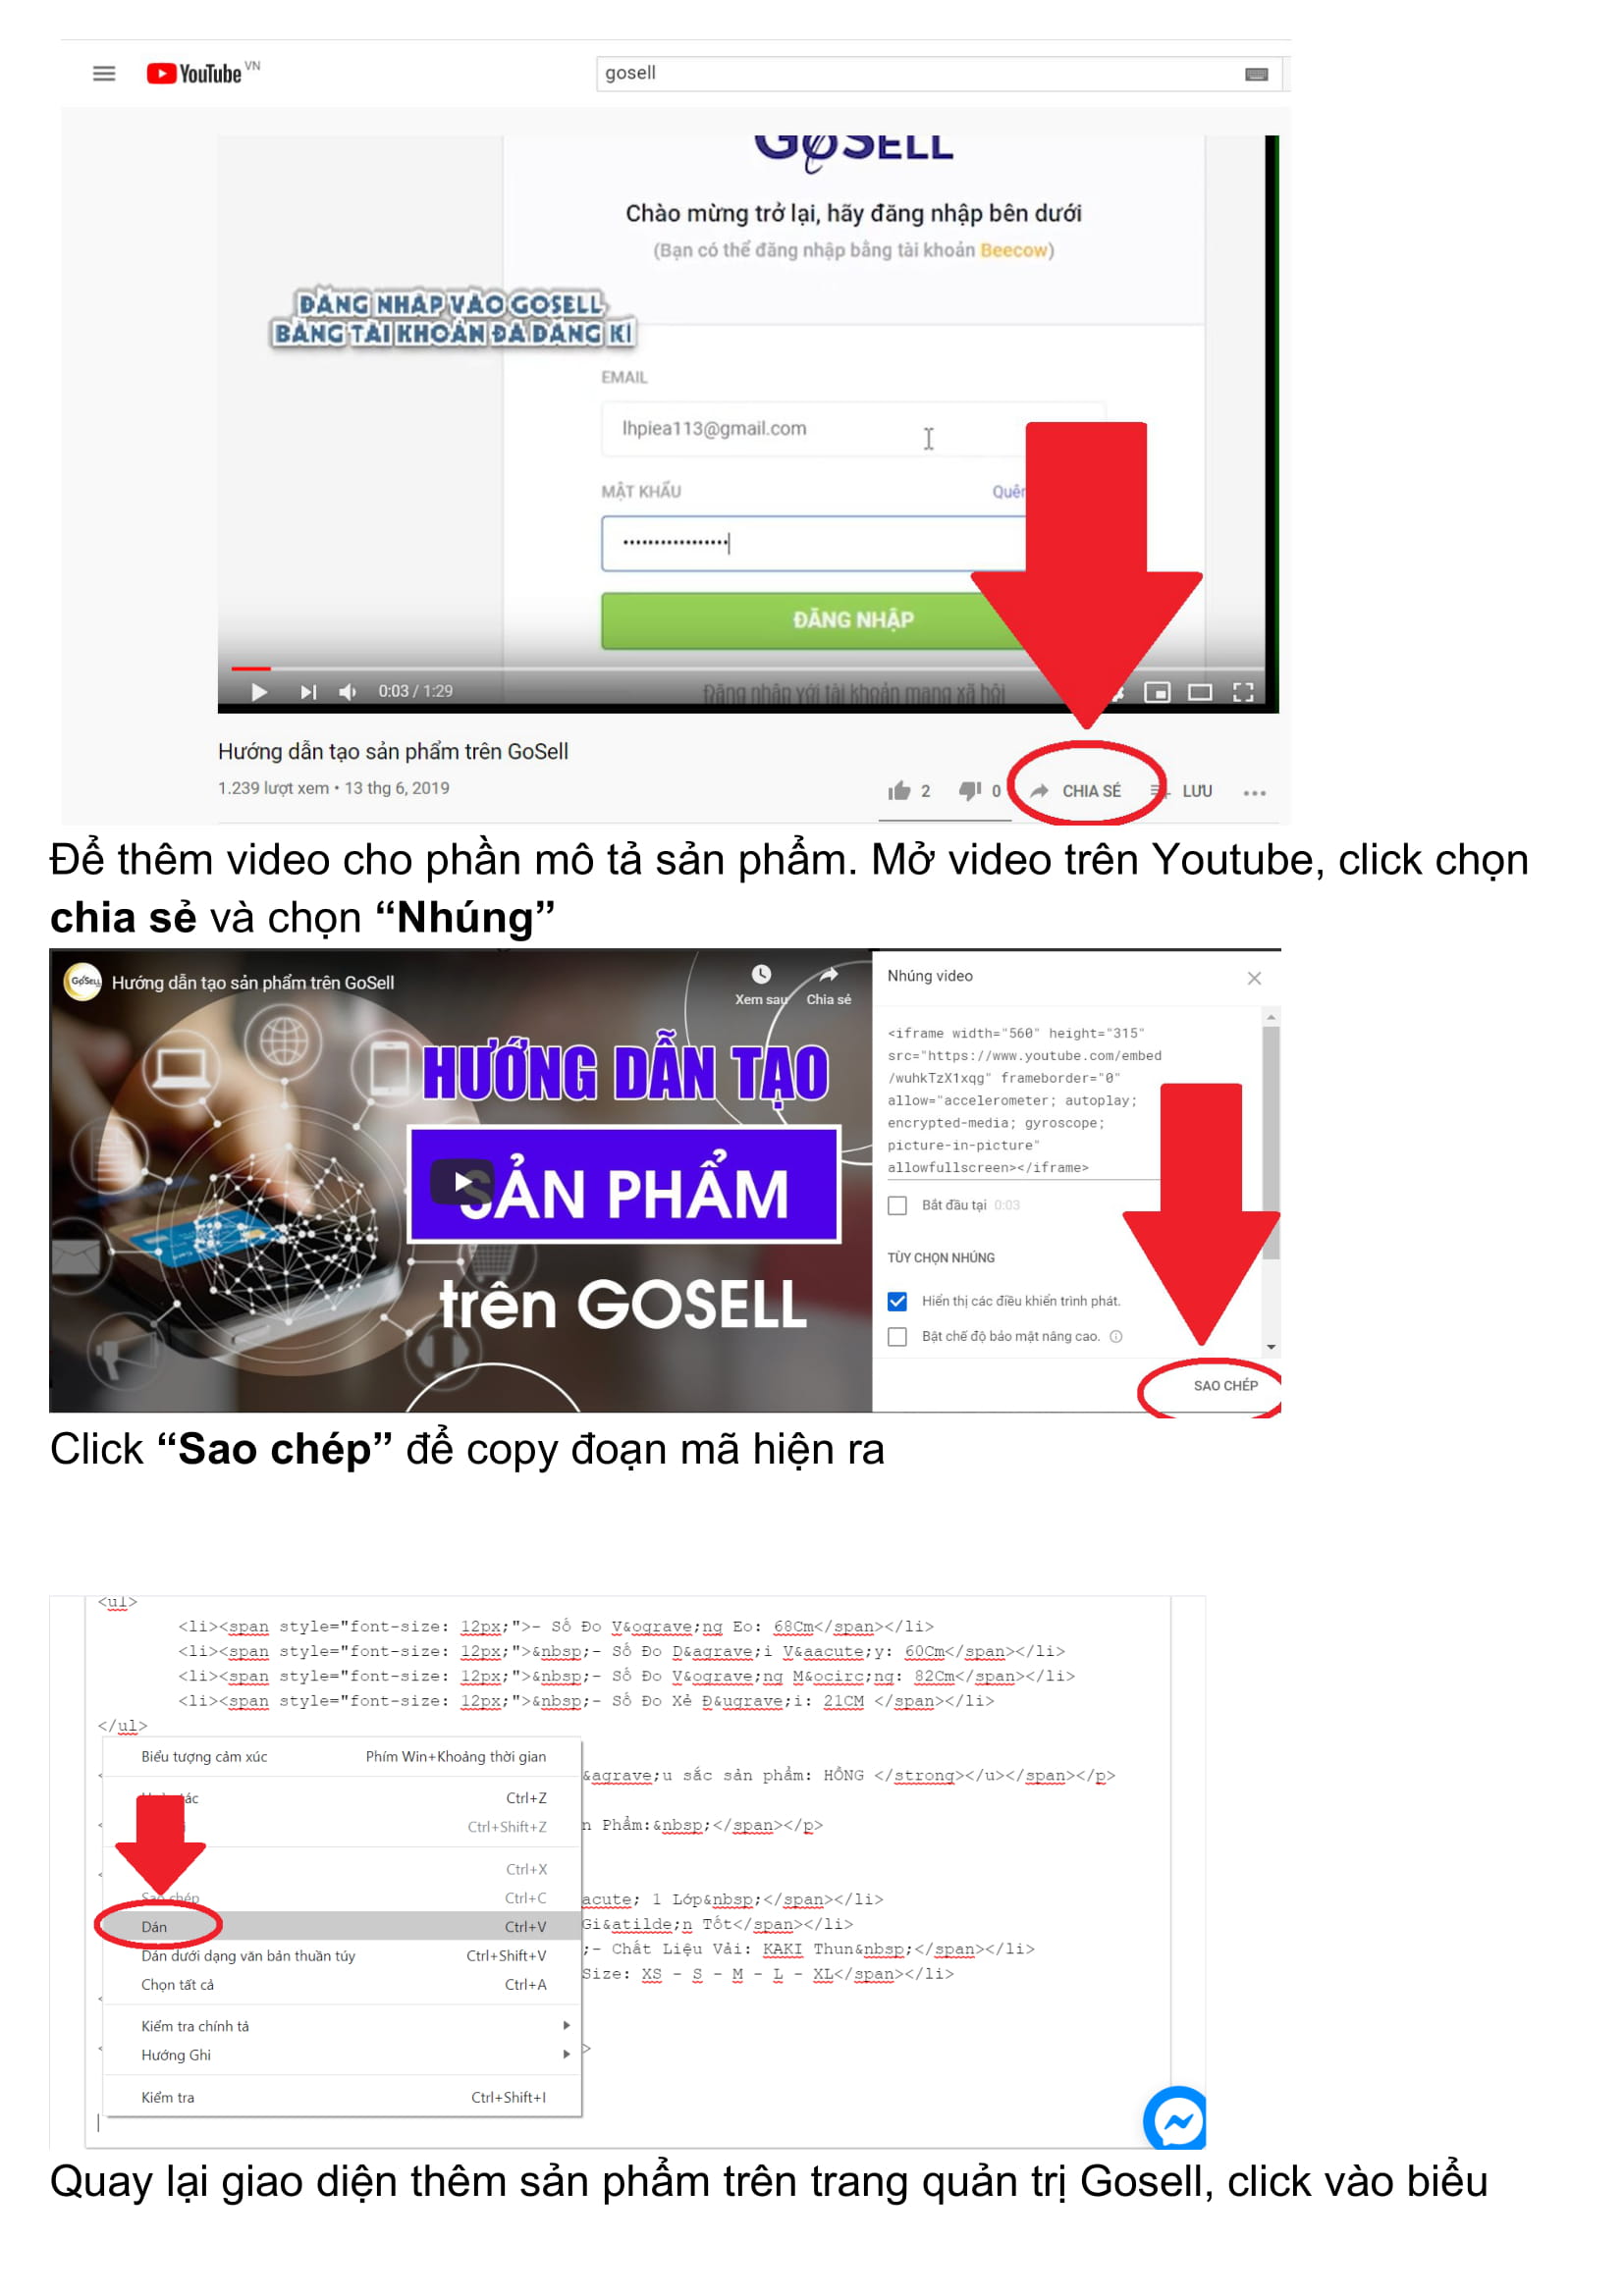 YouTube VN
gosell
GoSELL
Chào mừng trở lại, hãy đăng nhập bên dưới
(Bạn có thể đăng nhập bằng tài khoản Beecow)
ĐĂNG NHẬP VÀO GOSELL
BẰNG TÀI KHOẢN ĐÃ ĐĂNG KÍ
EMAIL
lhpiea113@gmail.com
MẬT KHẨU
Quên
ĐĂNG NHẬP
Đăng nhập với tài khoản mạng xã hội
0:03 / 1:29
Hướng dẫn tạo sản phẩm trên GoSell
1.239 lượt xem • 13 thg 6, 2019
2 0 CHIA SẺ LƯU
Để thêm video cho phần mô tả sản phẩm. Mở video trên Youtube, click chọn
chia sẻ và chọn “Nhúng”
GoSELL Hướng dẫn tạo sản phẩm trên GoSell
Xem sau Chia sẻ
HƯỚNG DẪN TẠO
SẢN PHẨM
trên GOSELL
Nhúng video
<iframe width="560" height="315"
src="https://www.youtube.com/embed
/wuhkTzX1xqg" frameborder="0"
allow="accelerometer; autoplay;
encrypted-media; gyroscope;
picture-in-picture"
allowfullscreen></iframe>
Bắt đầu tại 0:03
TÙY CHỌN NHÚNG
Hiển thị các điều khiển trình phát.
Bật chế độ bảo mật nâng cao.
SAO CHÉP
Click “Sao chép” để copy đoạn mã hiện ra
<ul>
<li><span style="font-size: 12px;">- Số Đo V&ograve;ng Eo: 68Cm</span></li>
<li><span style="font-size: 12px;">&nbsp;- Số Đo D&agrave;i V&aacute;y: 60Cm</span></li>
<li><span style="font-size: 12px;">&nbsp;- Số Đo V&ograve;ng M&ocirc;ng: 82Cm</span></li>
<li><span style="font-size: 12px;">&nbsp;- Số Đo Xẻ Đ&ugrave;i: 21CM </span></li>
</ul>
Biểu tượng cảm xúc Phím Win+Khoảng thời gian
&agrave;u sắc sản phẩm: HỒNG </strong></u></span></p>
Ctrl+Z
Ctrl+Shift+Z
n Phẩm:&nbsp;</span></p>
Ctrl+X
Sao chép Ctrl+C
acute; 1 Lớp&nbsp;</span></li>
Dán Ctrl+V
Gi&atilde;n Tốt</span></li>
Dán dưới dạng văn bản thuần túy Ctrl+Shift+V
;- Chất Liệu Vải: KAKI Thun&nbsp;</span></li>
Chọn tất cả Ctrl+A
Size: XS - S - M - L - XL</span></li>
Kiểm tra chính tả
Hướng Ghi
>
Kiểm tra Ctrl+Shift+I
Quay lại giao diện thêm sản phẩm trên trang quản trị Gosell, click vào biểu